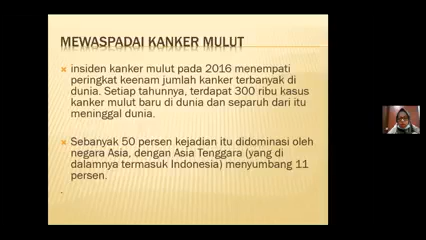 MEWASPADAI KANKER MULUT
insiden kanker mulut pada 2016 menempati
peringkat keenam jumlah kanker terbanyak di
dunia. Setiap tahunnya, terdapat 300 ribu kasus
kanker mulut baru di dunia dan separuh dari itu
meninggal dunia.
Sebanyak 50 persen kejadian itu didominasi oleh
negara Asia, dengan Asia Tenggara (yang di
dalamnya termasuk Indonesia) menyumbang 11
persen.